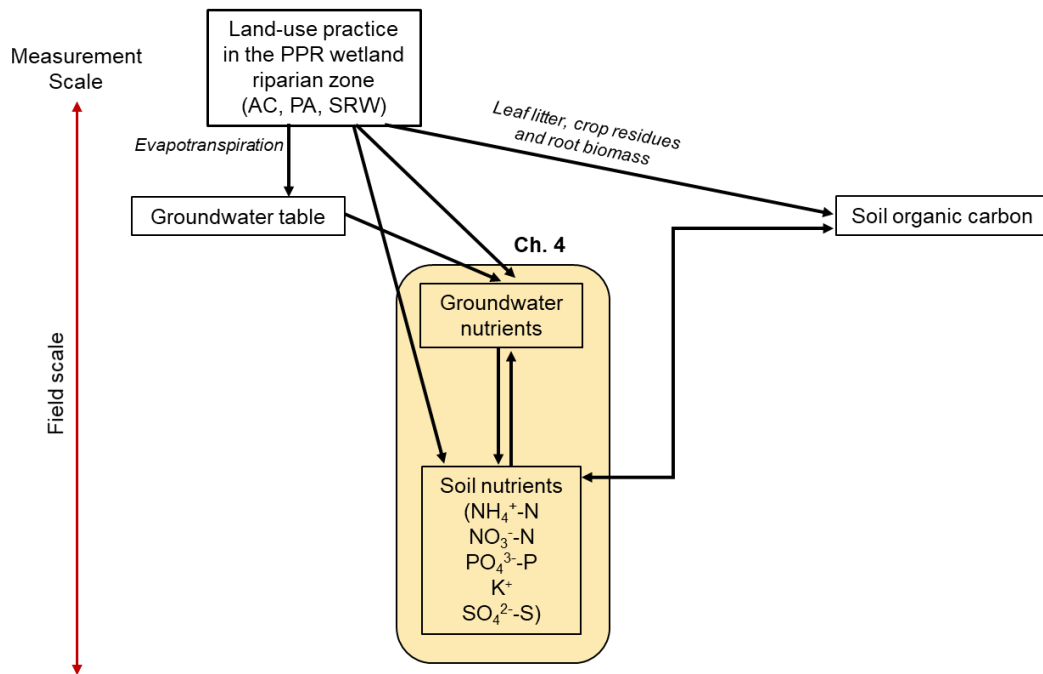 Measurement
Scale
Land-use practice
in the PPR wetland
riparian zone
(AC, PA, SRW)
Evapotranspiration
Leaf litter, crop residues
and root biomass
Groundwater table
Soil organic carbon
Ch. 4
Groundwater
nutrients
Field scale
Soil nutrients
(NH₄⁺-N
NO₃⁻-N
PO₄³⁻-P
K⁺
SO₄²⁻-S)